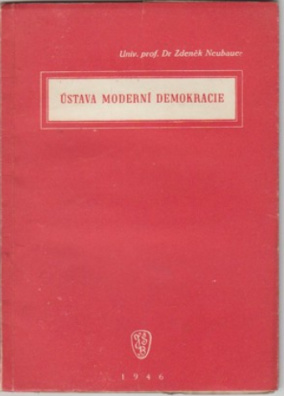 Univ. prof. Dr Zdeněk Neubauer
ÚSTAVA MODERNÍ DEMOKRACIE
1946